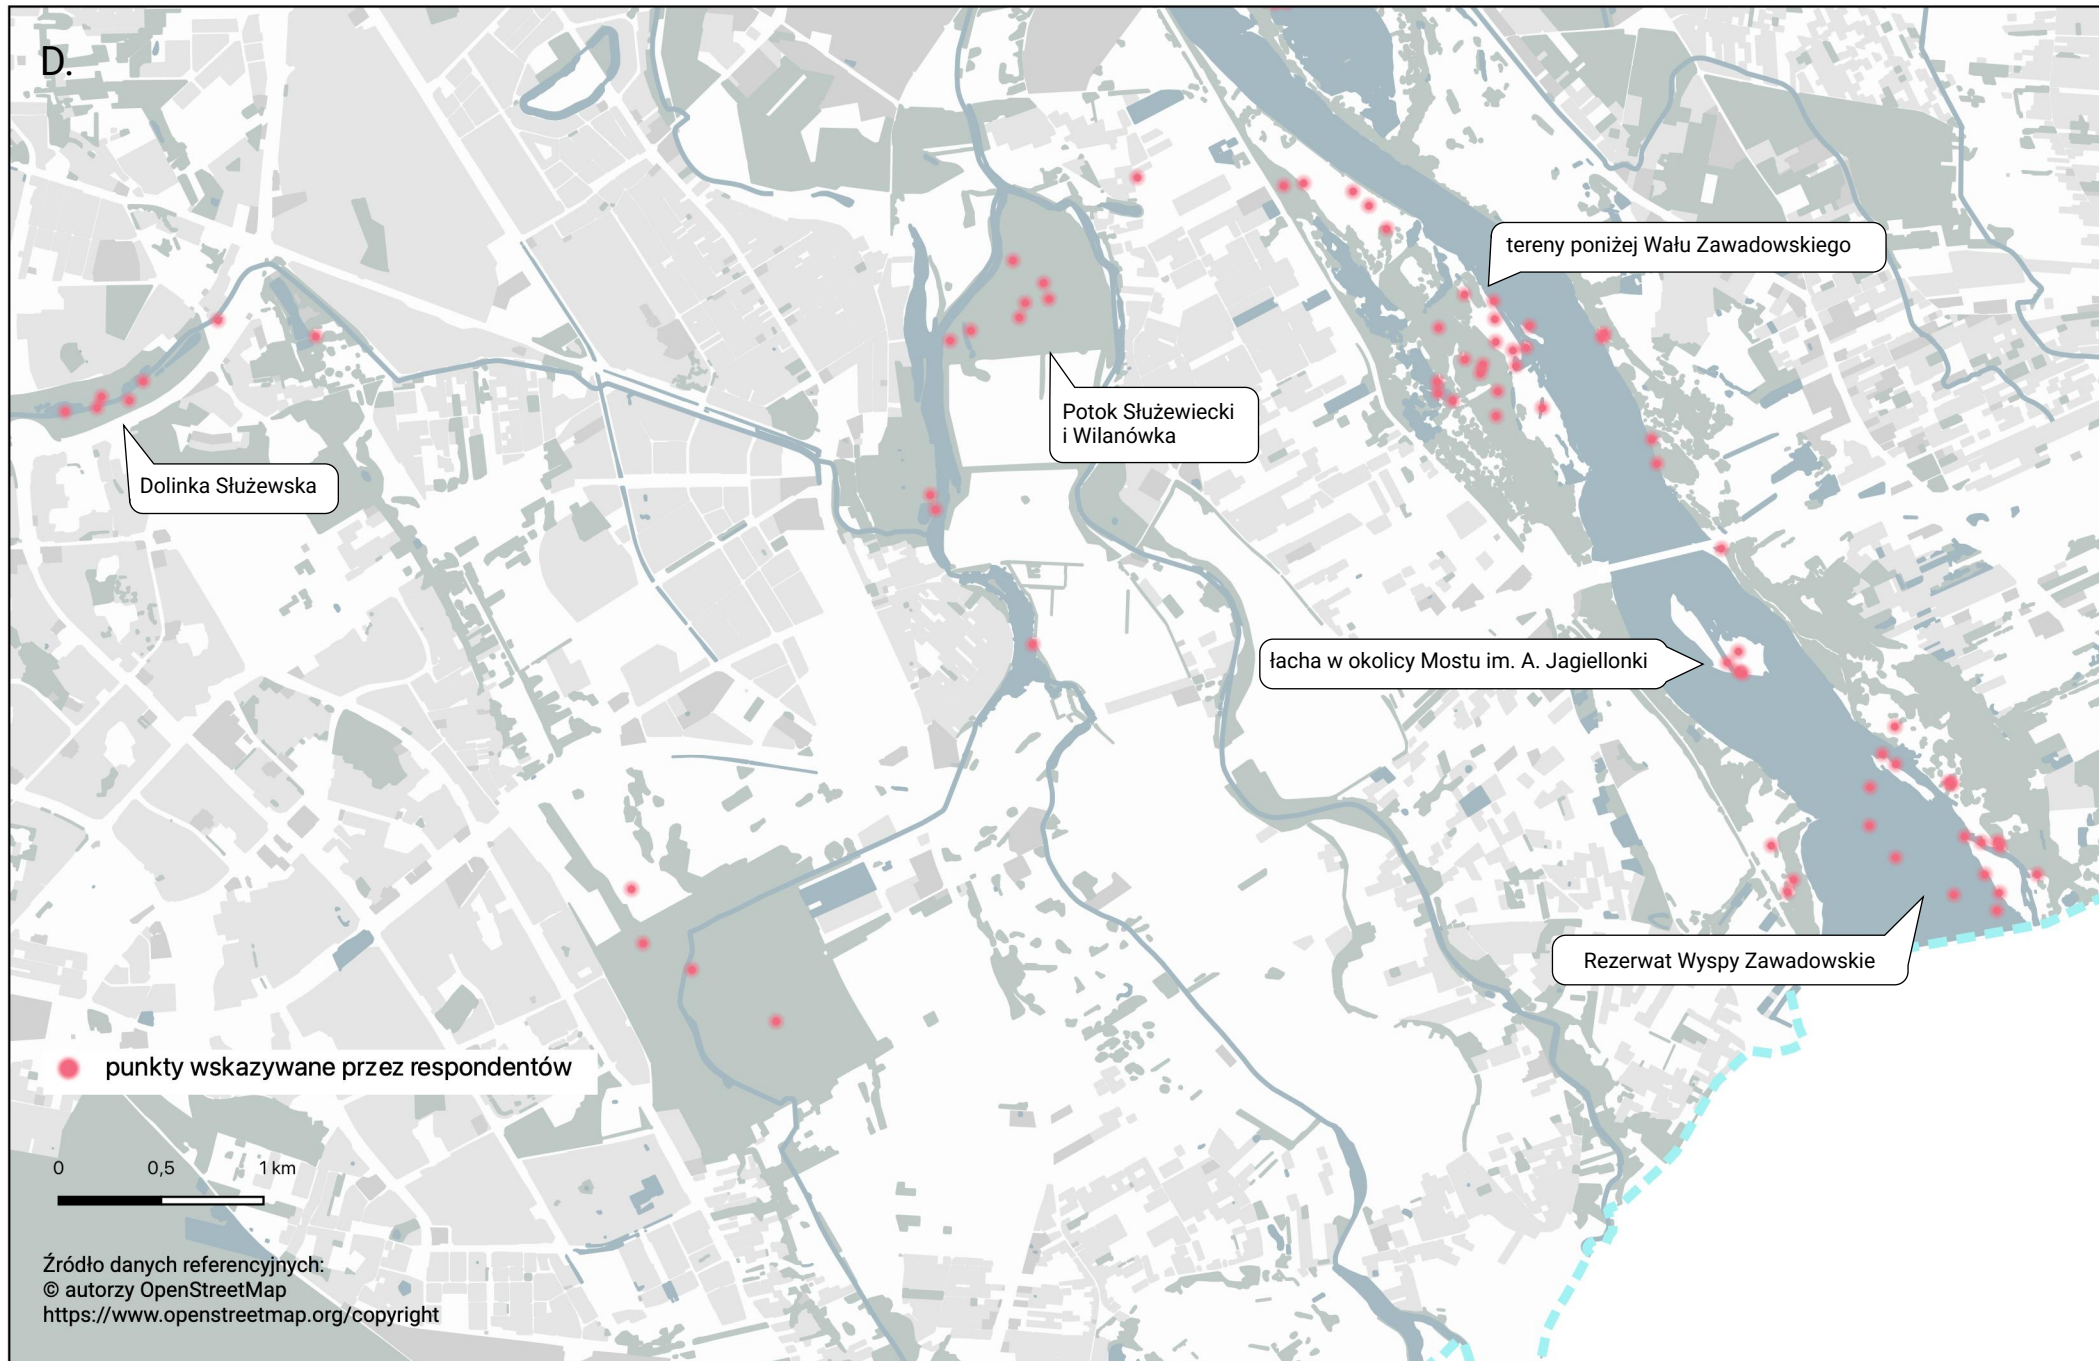 D.
tereny poniżej Wału Zawadowskiego
Potok Służewiecki
i Wilanówka
Dolinka Służewska
łacha w okolicy Mostu im. A. Jagiellonki
Rezerwat Wyspy Zawadowskie
punkty wskazywane przez respondentów
0 0,5 1 km
Źródło danych referencyjnych:
© autorzy OpenStreetMap
https://www.openstreetmap.org/copyright